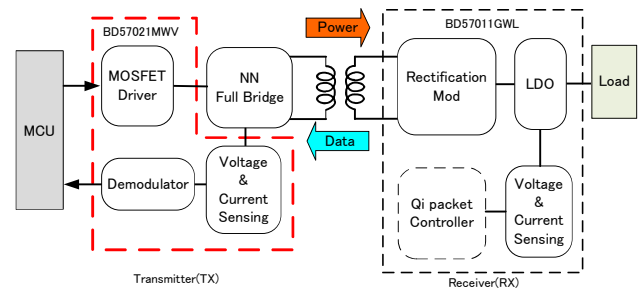 BD57021MWV
Power
BD57011GWL
MCU
MOSFET
Driver
NN
Full Bridge
Rectification
Mod
LDO
Load
Data
Demodulator
Voltage
&
Current
Sensing
Qi packet
Controller
Voltage
&
Current
Sensing
Transmitter(TX)
Receiver(RX)